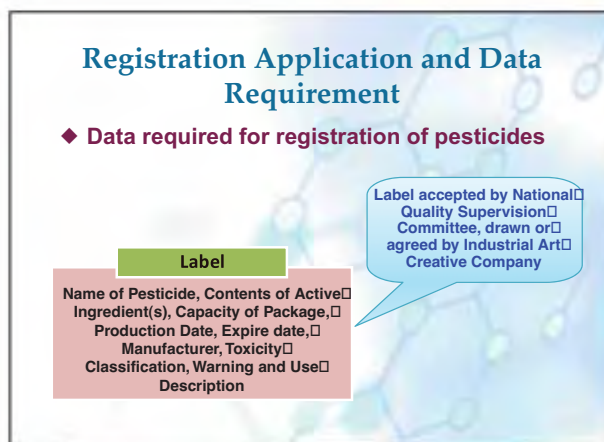 Registration Application and Data
Requirement
◆ Data required for registration of pesticides
Label accepted by National□
Quality Supervision□
Committee, drawn or□
agreed by Industrial Art□
Creative Company
Label
Name of Pesticide, Contents of Active□
Ingredient(s), Capacity of Package,□
Production Date, Expire date,□
Manufacturer, Toxicity□
Classification, Warning and Use□
Description